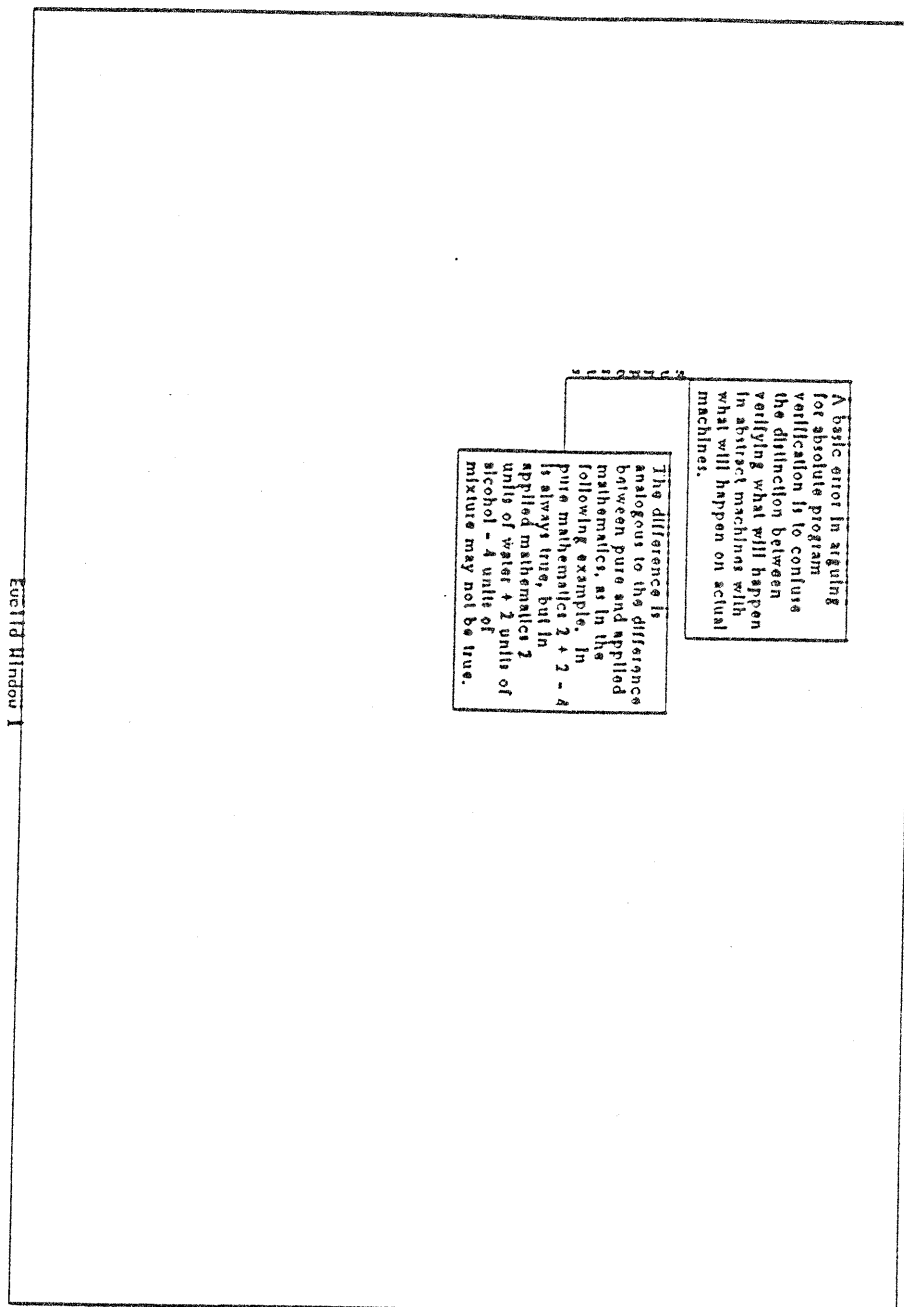 A basic error in arguing
for absolute program
verification is to confuse
the distinction between
verifying what will happen
in abstract machines with
what will happen on actual
machines.
supports
The difference is
analogous to the difference
between pure and applied
mathematics, as in the
following example. In
pure mathematics 2 + 2 = 4
is always true, but in
applied mathematics 2
units of water + 2 units of
alcohol = 4 units of
mixture may not be true.
Euclid Window 1